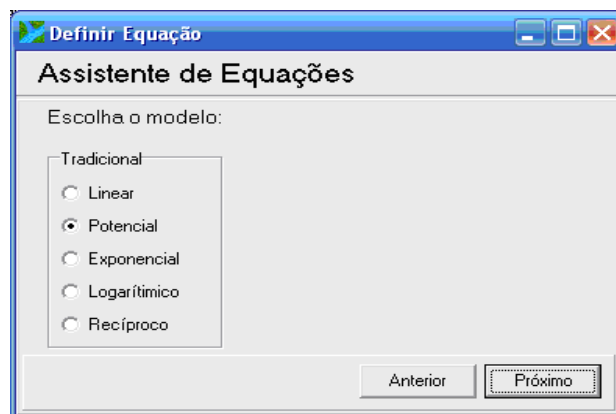 Definir Equação
Assistente de Equações
Escolha o modelo:
Tradicional
Linear
Potencial
Exponencial
Logarítimico
Recíproco
Anterior
Próximo